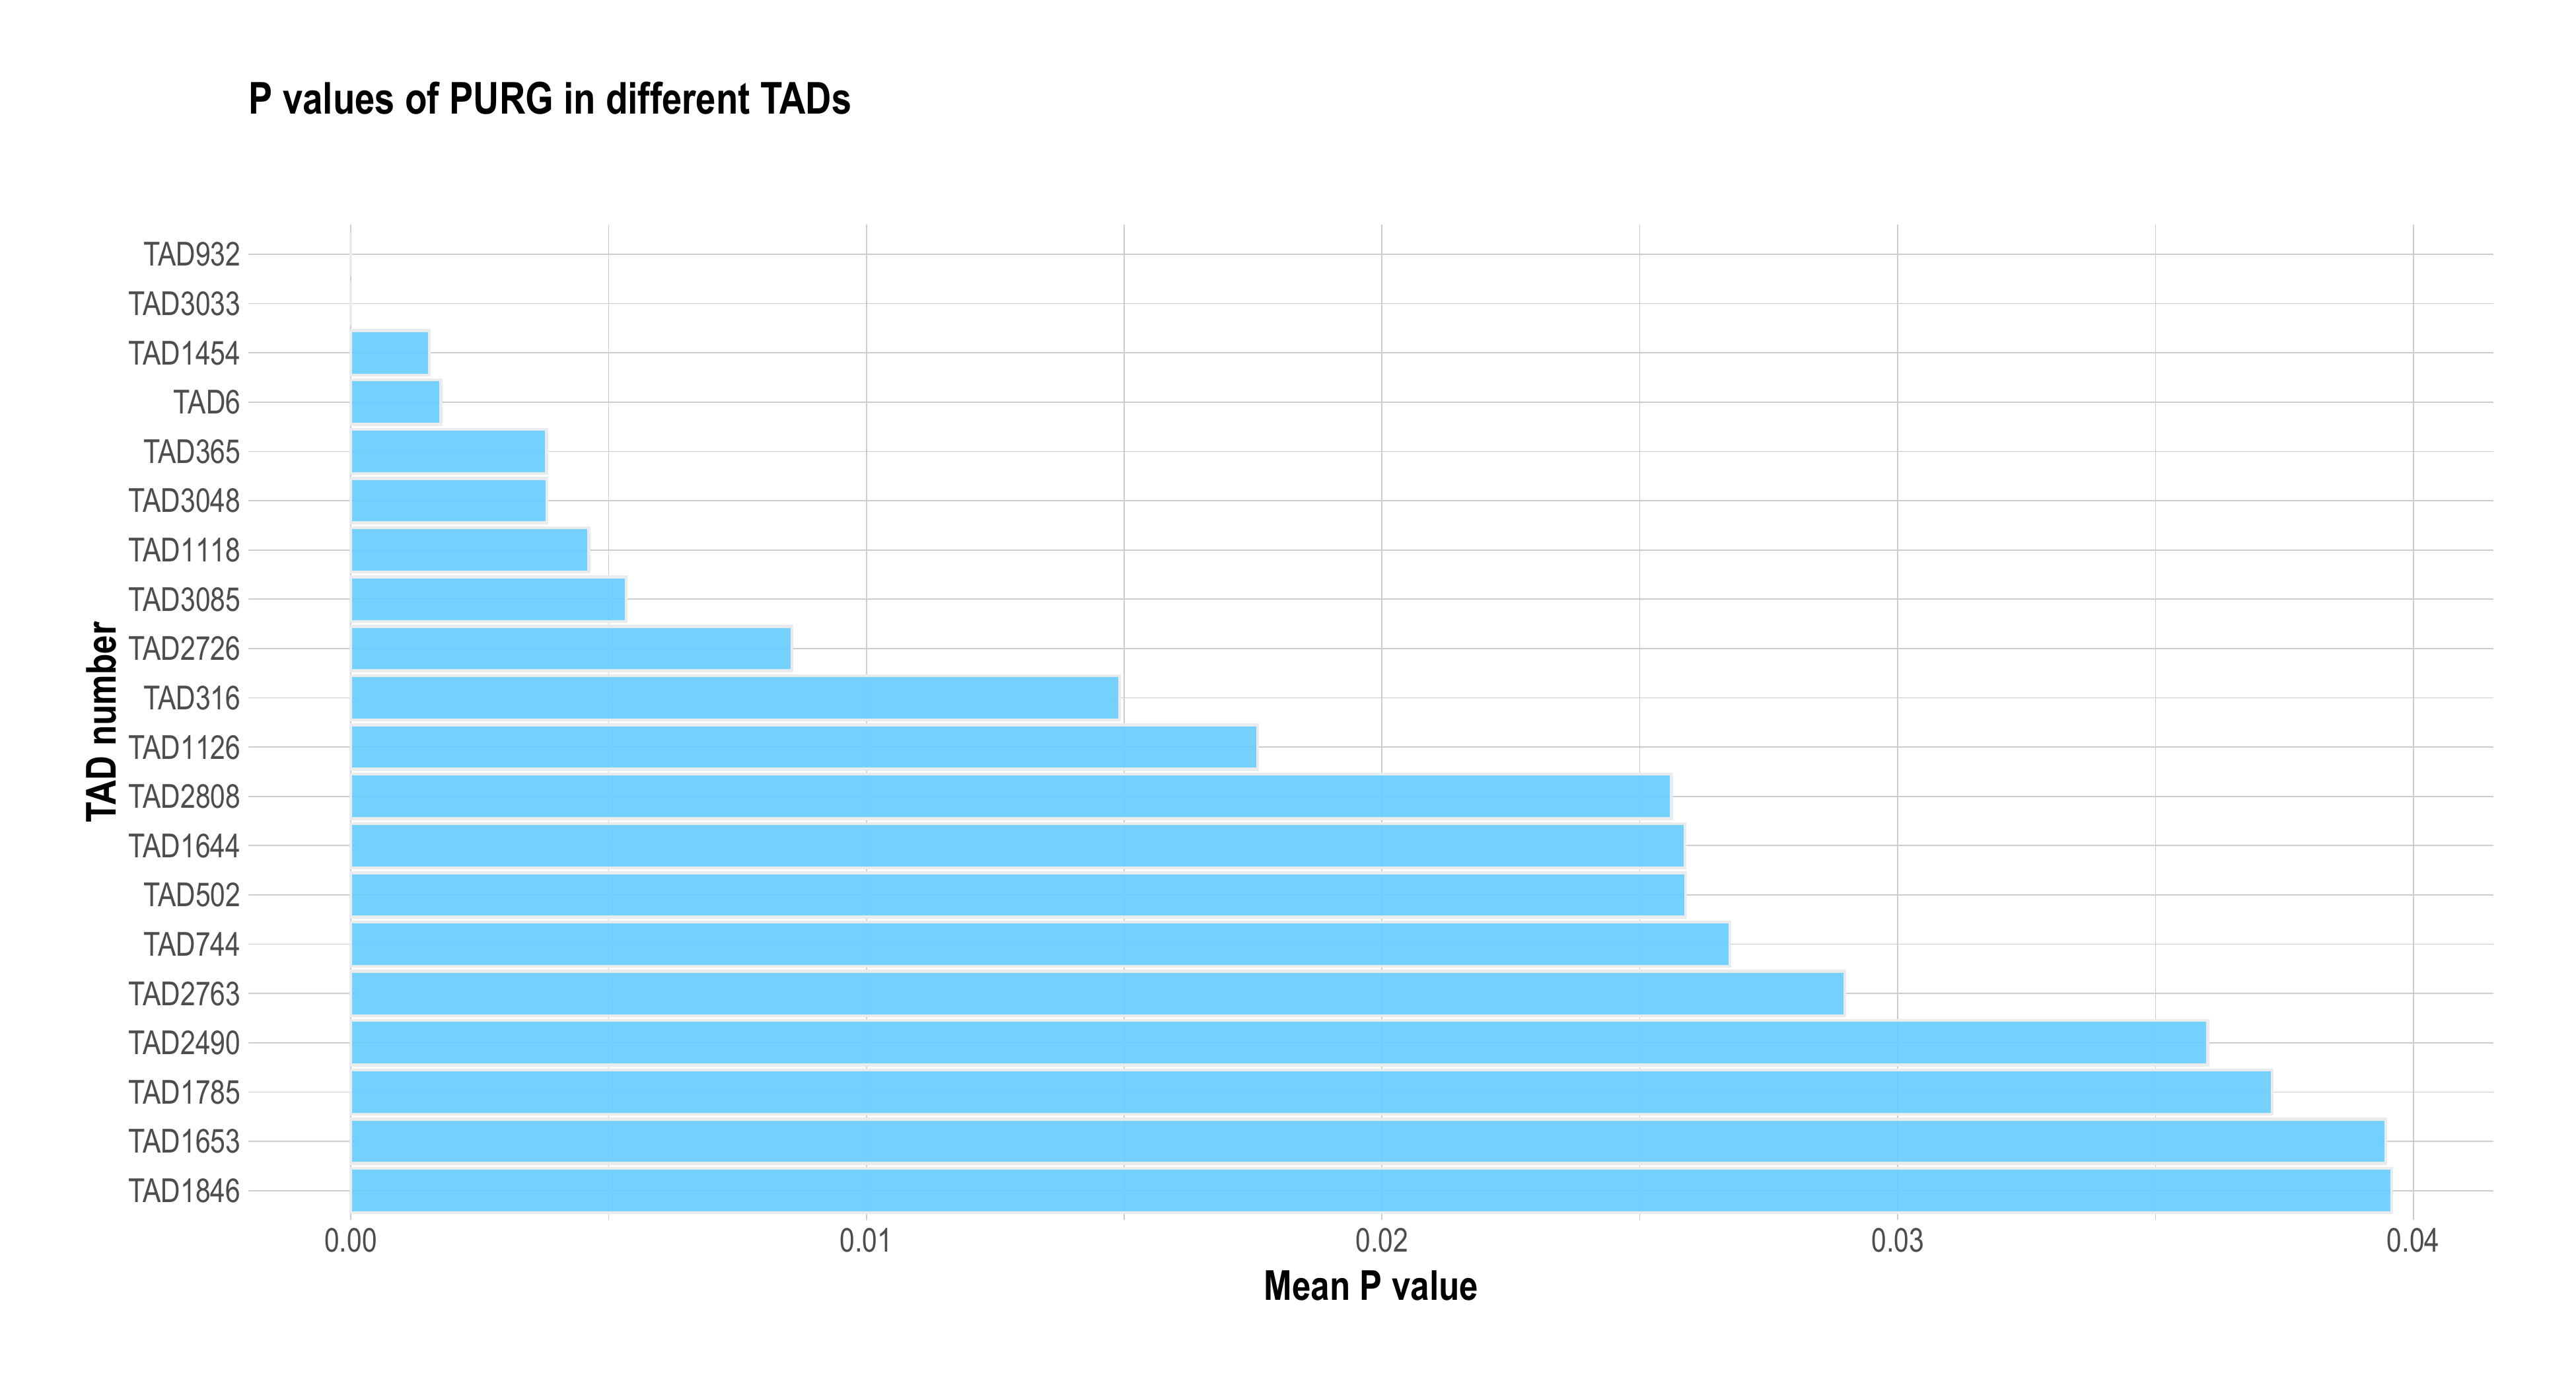 P values of PURG in different TADs
TAD932
TAD3033
TAD1454
TAD6
TAD365
TAD3048
TAD1118
TAD3085
TAD2726
TAD316
TAD1126
TAD2808
TAD1644
TAD502
TAD744
TAD2763
TAD2490
TAD1785
TAD1653
TAD1846
TAD number
0.00 0.01 0.02 0.03 0.04
Mean P value